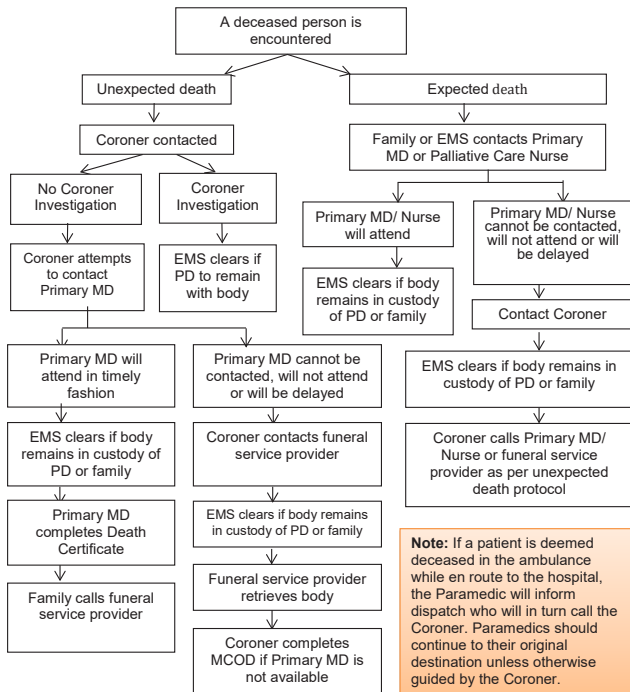 A deceased person is
encountered
Unexpected death
Expected death
Coroner contacted
Family or EMS contacts Primary
MD or Palliative Care Nurse
No Coroner
Investigation
Coroner
Investigation
Primary MD/ Nurse
will attend
Primary MD/ Nurse
cannot be contacted,
will not attend or will
be delayed
Coroner attempts
to contact
Primary MD
EMS clears if
PD to remain
with body
EMS clears if body
remains in custody
of PD or family
Contact Coroner
Primary MD will
attend in timely
fashion
Primary MD cannot be
contacted, will not attend
or will be delayed
EMS clears if body remains in
custody of PD or family
EMS clears if body
remains in custody of
PD or family
Coroner contacts funeral
service provider
Coroner calls Primary MD/
Nurse or funeral service
provider as per unexpected
death protocol
Primary MD
completes Death
Certificate
EMS clears if body remains
in custody of PD or family
Family calls funeral
service provider
Funeral service provider
retrieves body
Coroner completes
MCOD if Primary MD is
not available
Note: If a patient is deemed
deceased in the ambulance
while en route to the hospital,
the Paramedic will inform
dispatch who will in turn call the
Coroner. Paramedics should
continue to their original
destination unless otherwise
guided by the Coroner.